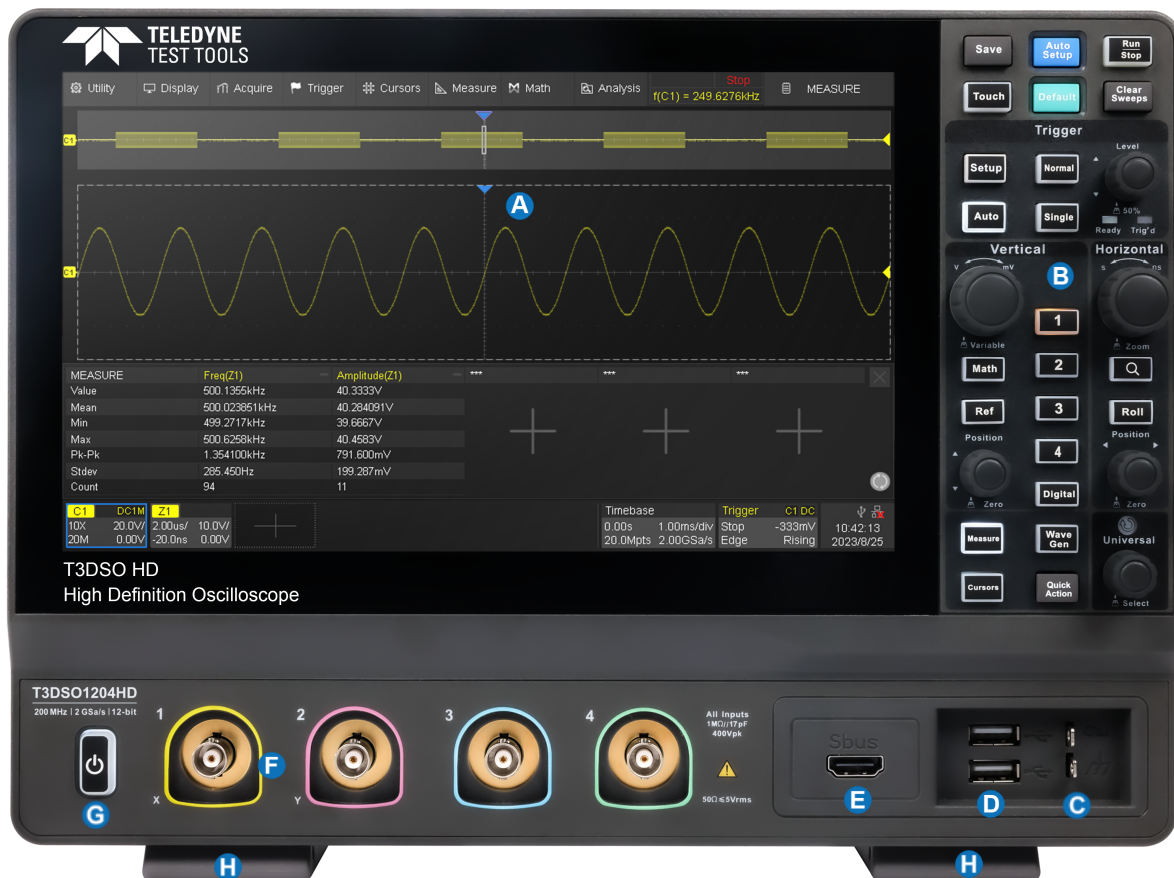 TELEDYNE
TEST TOOLS
Utility Display Acquire Trigger Cursors Measure Math Analysis
Stop
f(C1) = 249.6276kHz
MEASURE
C1
A
C1
MEASURE Freq(Z1) Amplitude(Z1) *** *** ***
Value 500.1355kHz 40.3333V
Mean 500.023851kHz 40.284091V
Min 499.2717kHz 39.6667V
Max 500.6258kHz 40.4583V
Pk-Pk 1.354100kHz 791.600mV
Stdev 285.450Hz 199.287mV
Count 94 11
C1 DC1M
10X 20.0V/
20M 0.00V
Z1
2.00us/ 10.0V/
-20.0ns 0.00V
Timebase
0.00s 1.00ms/div
20.0Mpts 2.00GSa/s
Trigger C1 DC
Stop -333mV
Edge Rising
10:42:13
2023/8/25
T3DSO HD
High Definition Oscilloscope
Save
Auto
Setup
Run
Stop
Touch
Default
Clear
Sweeps
Trigger
Setup
Normal
Level
Auto
Single
50%
Ready Trig'd
Vertical
Horizontal
V mV
B
s ns
1
Variable
Zoom
Math
2
Ref
3
Roll
Position
4
Position
Zero
Digital
Zero
Measure
Wave
Gen
Universal
Cursors
Quick
Action
Select
T3DSO1204HD
200 MHz | 2 GSa/s | 12-bit
1
2
3
4
X
Y
F
G
All Inputs
1MΩ//17pF
400Vpk
50Ω≤5Vrms
Sbus
E
D
C
H
H